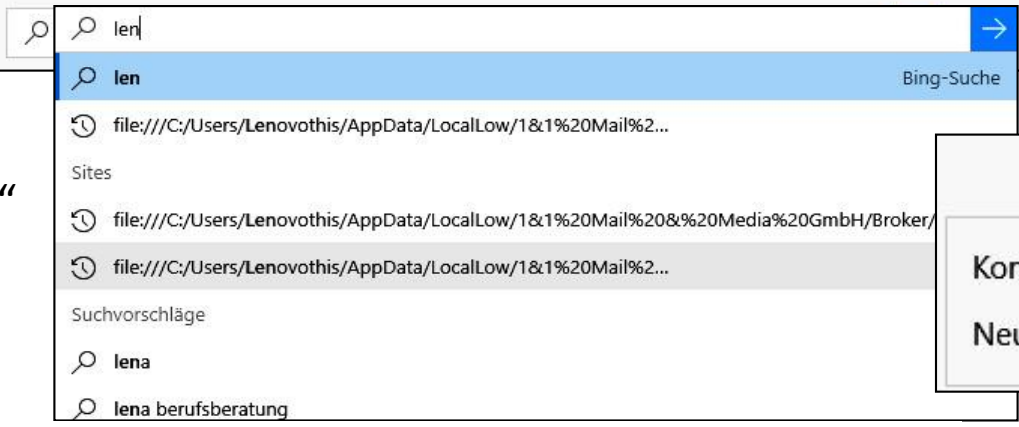 len
len Bing-Suche
file:///C:/Users/Lenovothis/AppData/LocalLow/1&1%20Mail%2...
Sites
“
file:///C:/Users/Lenovothis/AppData/LocalLow/1&1%20Mail%20&%20Media%20GmbH/Broker/
file:///C:/Users/Lenovothis/AppData/LocalLow/1&1%20Mail%2...
Suchvorschläge
lena
lena berufsberatung